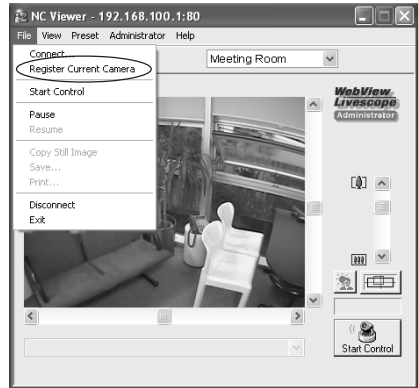 NC Viewer - 192.168.100.1:80
File View Preset Administrator Help
Connect...
Meeting Room
Register Current Camera
Start Control
WebView
Livescope
Administrator
Pause
Resume
Copy Still Image
Save...
Print...
Disconnect
Exit
Start Control